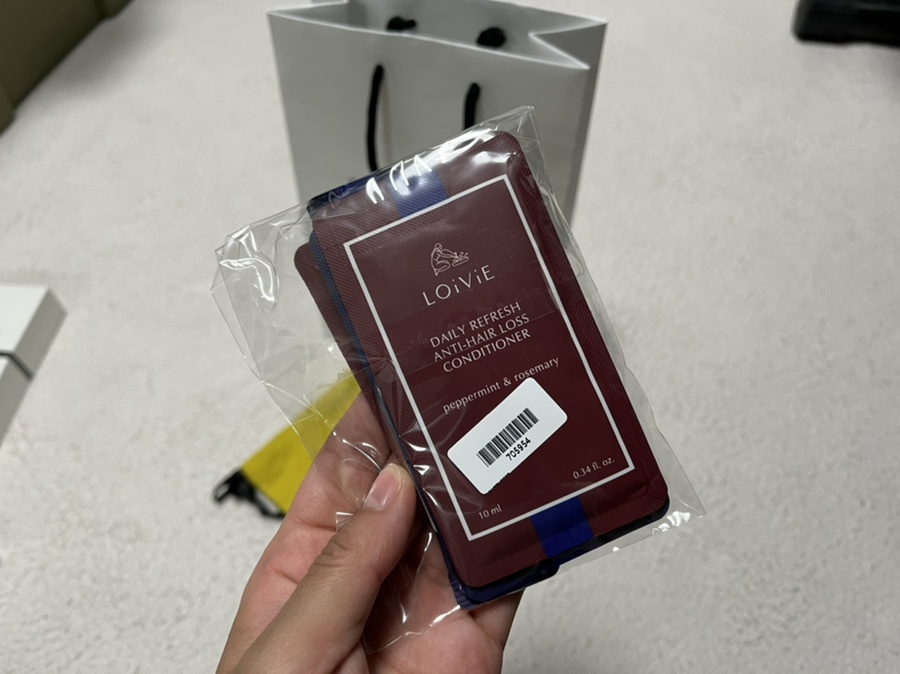 LOiViE
DAILY REFRESH
ANTI-HAIR LOSS
CONDITIONER
peppermint & rosemary
705954
10 ml
0.34 fl. oz.